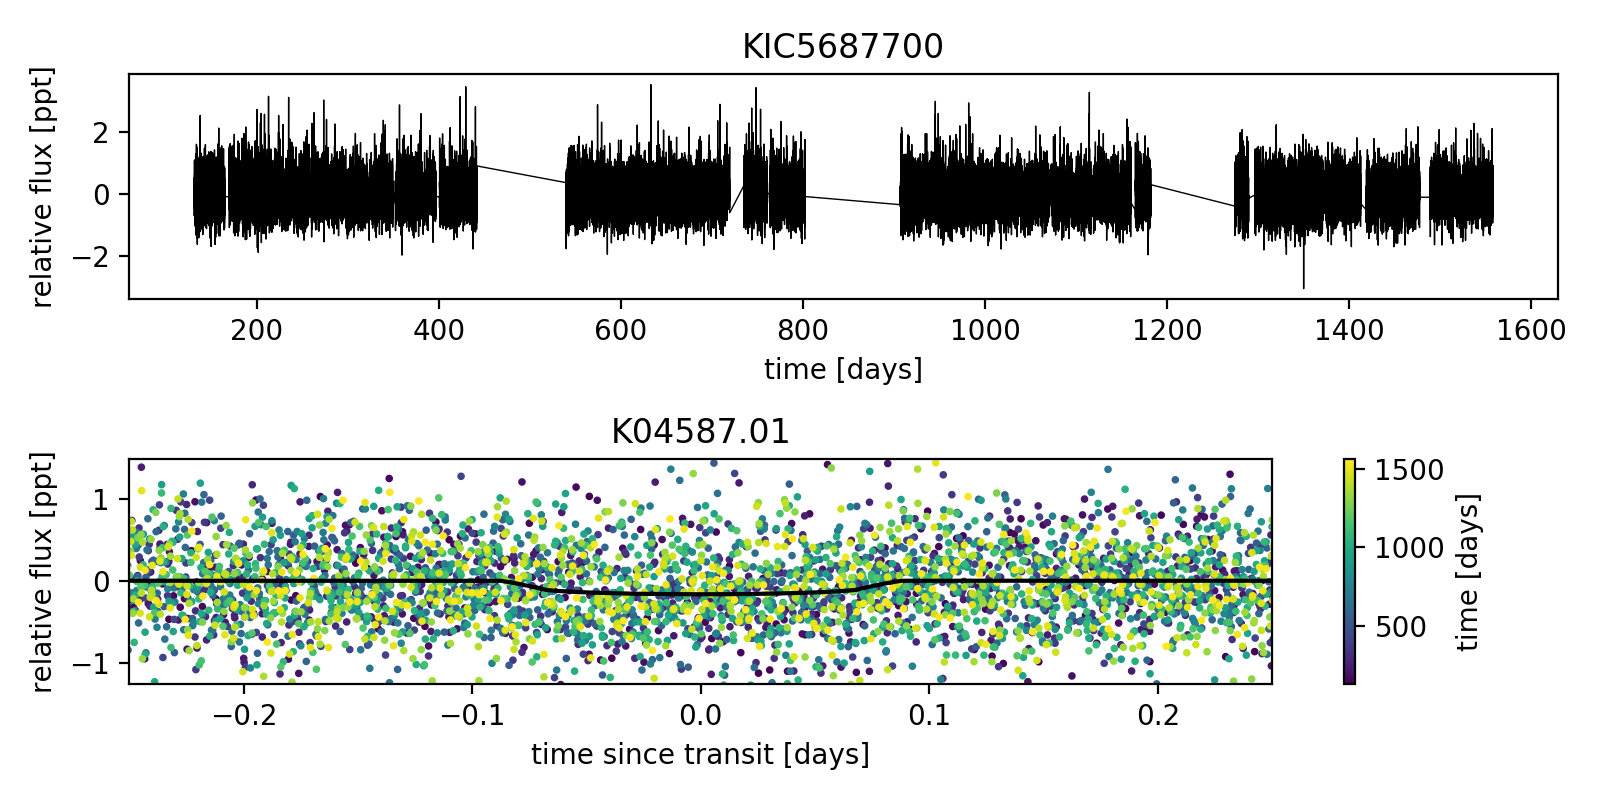 KIC5687700
relative flux [ppt]
2
0
−2
200 400 600 800 1000 1200 1400 1600
time [days]
K04587.01
relative flux [ppt]
1
0
−1
−0.2 −0.1 0.0 0.1 0.2
time since transit [days]
1500
1000
500
time [days]